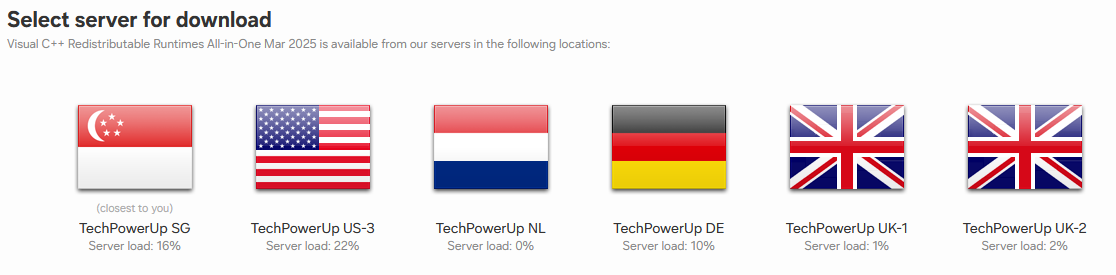 Select server for download
Visual C++ Redistributable Runtimes All-in-One Mar 2025 is available from our servers in the following locations:
(closest to you)
TechPowerUp SG
Server load: 16%
TechPowerUp US-3
Server load: 22%
TechPowerUp NL
Server load: 0%
TechPowerUp DE
Server load: 10%
TechPowerUp UK-1
Server load: 1%
TechPowerUp UK-2
Server load: 2%